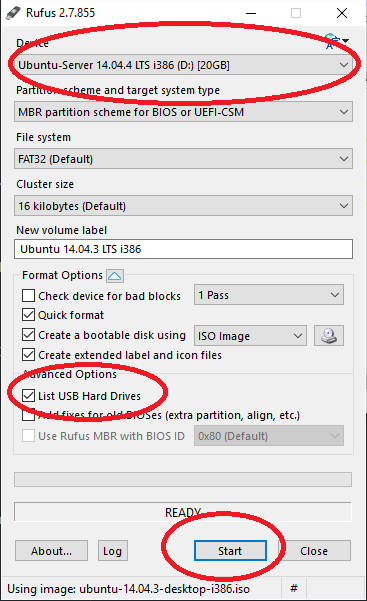 Rufus 2.7.855
Device
Ubuntu-Server 14.04.4 LTS i386 (D:) [20GB]
Partition scheme and target system type
MBR partition scheme for BIOS or UEFI-CSM
File system
FAT32 (Default)
Cluster size
16 kilobytes (Default)
New volume label
Ubuntu 14.04.3 LTS i386
Format Options
Check device for bad blocks 1 Pass
Quick format
Create a bootable disk using ISO Image
Create extended label and icon files
Advanced Options
List USB Hard Drives
Add fixes for old BIOSes (extra partition, align, etc.)
Use Rufus MBR with BIOS ID 0x80 (Default)
READY
About... Log Start Close
Using image: ubuntu-14.04.3-desktop-i386.iso #